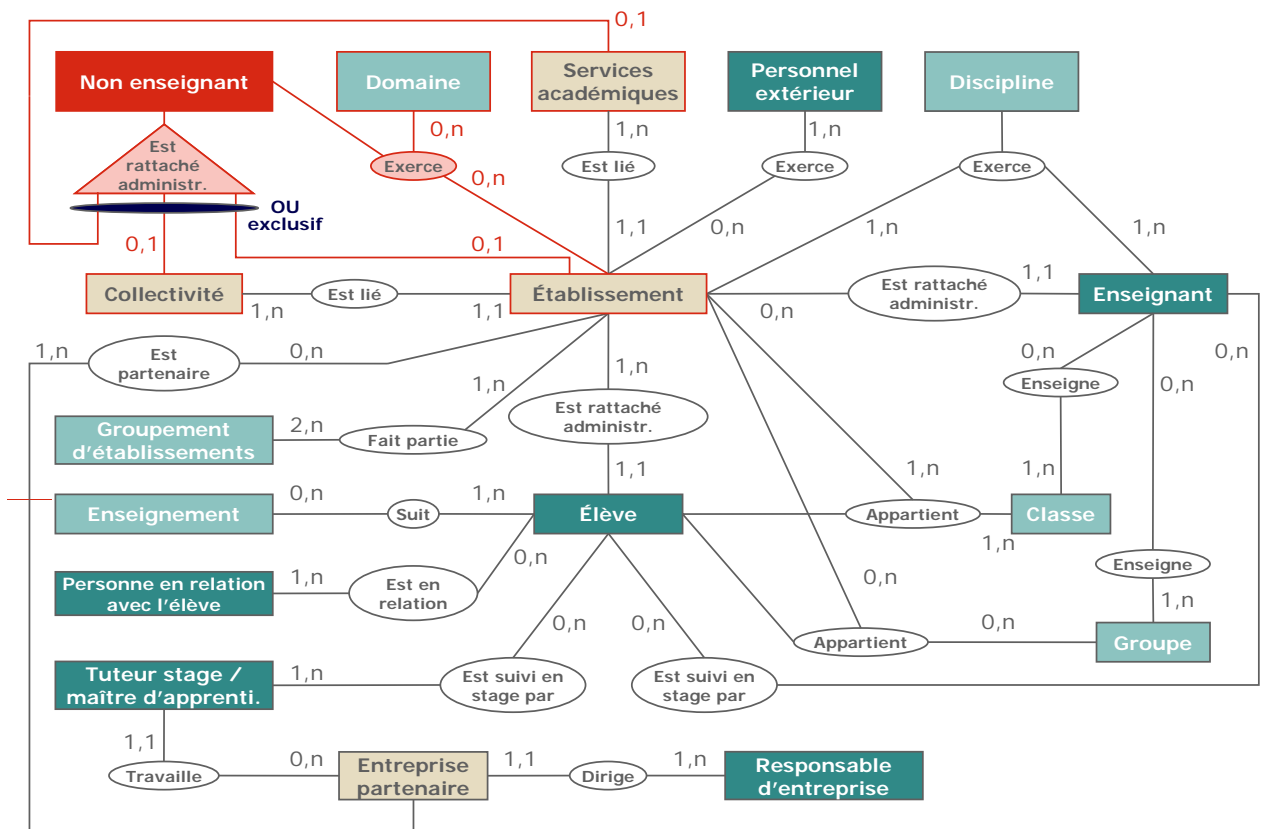 0,1
Non enseignant
Domaine
Services
académiques
Personnel
extérieur
Discipline
0,n
1,n
1,n
Est
rattaché
administr.
Exerce
Est lié
Exerce
Exerce
0,n
OU
exclusif
0,1
0,1
1,1
0,n
1,n
1,n
Collectivité
Est lié
Établissement
Est rattaché
administr.
1,1
Enseignant
1,n
1,1
0,n
1,n
Est
partenaire
0,n
1,n
1,n
0,n
Enseigne
0,n
0,n
Est rattaché
administr.
Groupement
d'établissements
2,n
Fait partie
1,1
1,n
1,n
Enseignement
0,n
Suit
1,n
Élève
Appartient
Classe
1,n
0,n
Personne en relation
avec l'élève
1,n
Est en
relation
0,n
Enseigne
1,n
0,n
0,n
Appartient
0,n
Groupe
Tuteur stage /
maître d'apprenti.
1,n
Est suivi en
stage par
Est suivi en
stage par
1,1
Travaille
0,n
Entreprise
partenaire
1,1
Dirige
1,n
Responsable
d'entreprise